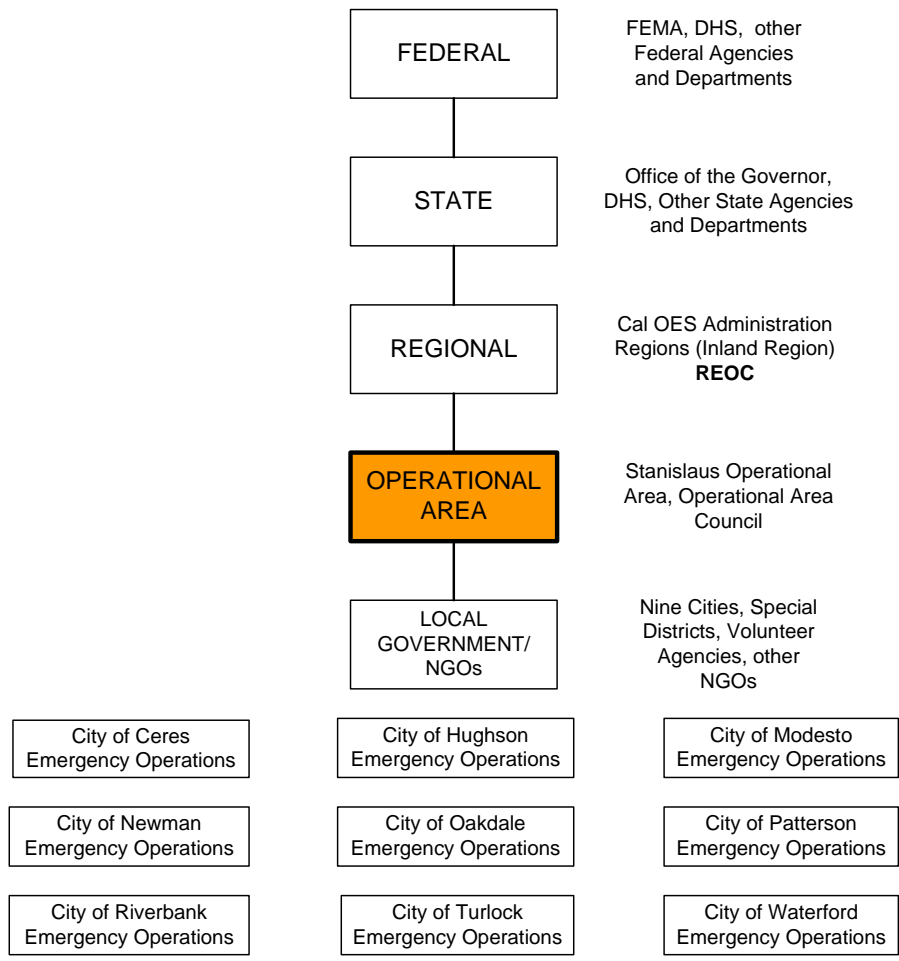 FEDERAL
FEMA, DHS, other
Federal Agencies
and Departments
STATE
Office of the Governor,
DHS, Other State Agencies
and Departments
REGIONAL
Cal OES Administration
Regions (Inland Region)
REOC
OPERATIONAL
AREA
Stanislaus Operational
Area, Operational Area
Council
LOCAL
GOVERNMENT/
NGOs
Nine Cities, Special
Districts, Volunteer
Agencies, other
NGOs
City of Ceres
Emergency Operations
City of Hughson
Emergency Operations
City of Modesto
Emergency Operations
City of Newman
Emergency Operations
City of Oakdale
Emergency Operations
City of Patterson
Emergency Operations
City of Riverbank
Emergency Operations
City of Turlock
Emergency Operations
City of Waterford
Emergency Operations